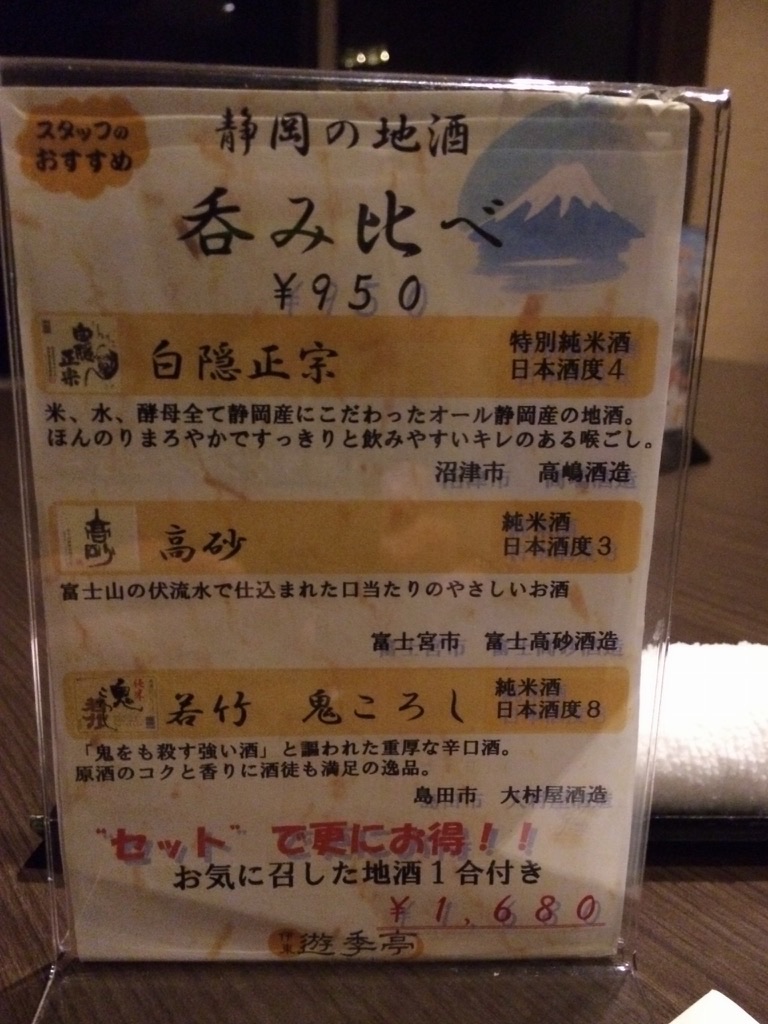 スタッフの
おすすめ
静岡の地酒
呑み比べ
¥950
白隠正宗
白隠正宗
特別純米酒
日本酒度4
米、水、酵母全て静岡産にこだわったオール静岡産の地酒。
ほんのりまろやかですっきりと飲みやすいキレのある喉ごし。
沼津市 高嶋酒造
高砂
高砂
純米酒
日本酒度3
富士山の伏流水で仕込まれた口当たりのやさしいお酒
富士宮市 富士高砂酒造
鬼
若竹 鬼ころし
純米酒
日本酒度8
「鬼をも殺す強い酒」と謳われた重厚な辛口酒。
原酒のコクと香りに酒徒も満足の逸品。
島田市 大村屋酒造
"セット"で更にお得!!
お気に召した地酒1合付き
¥1,680
伊東 遊季亭